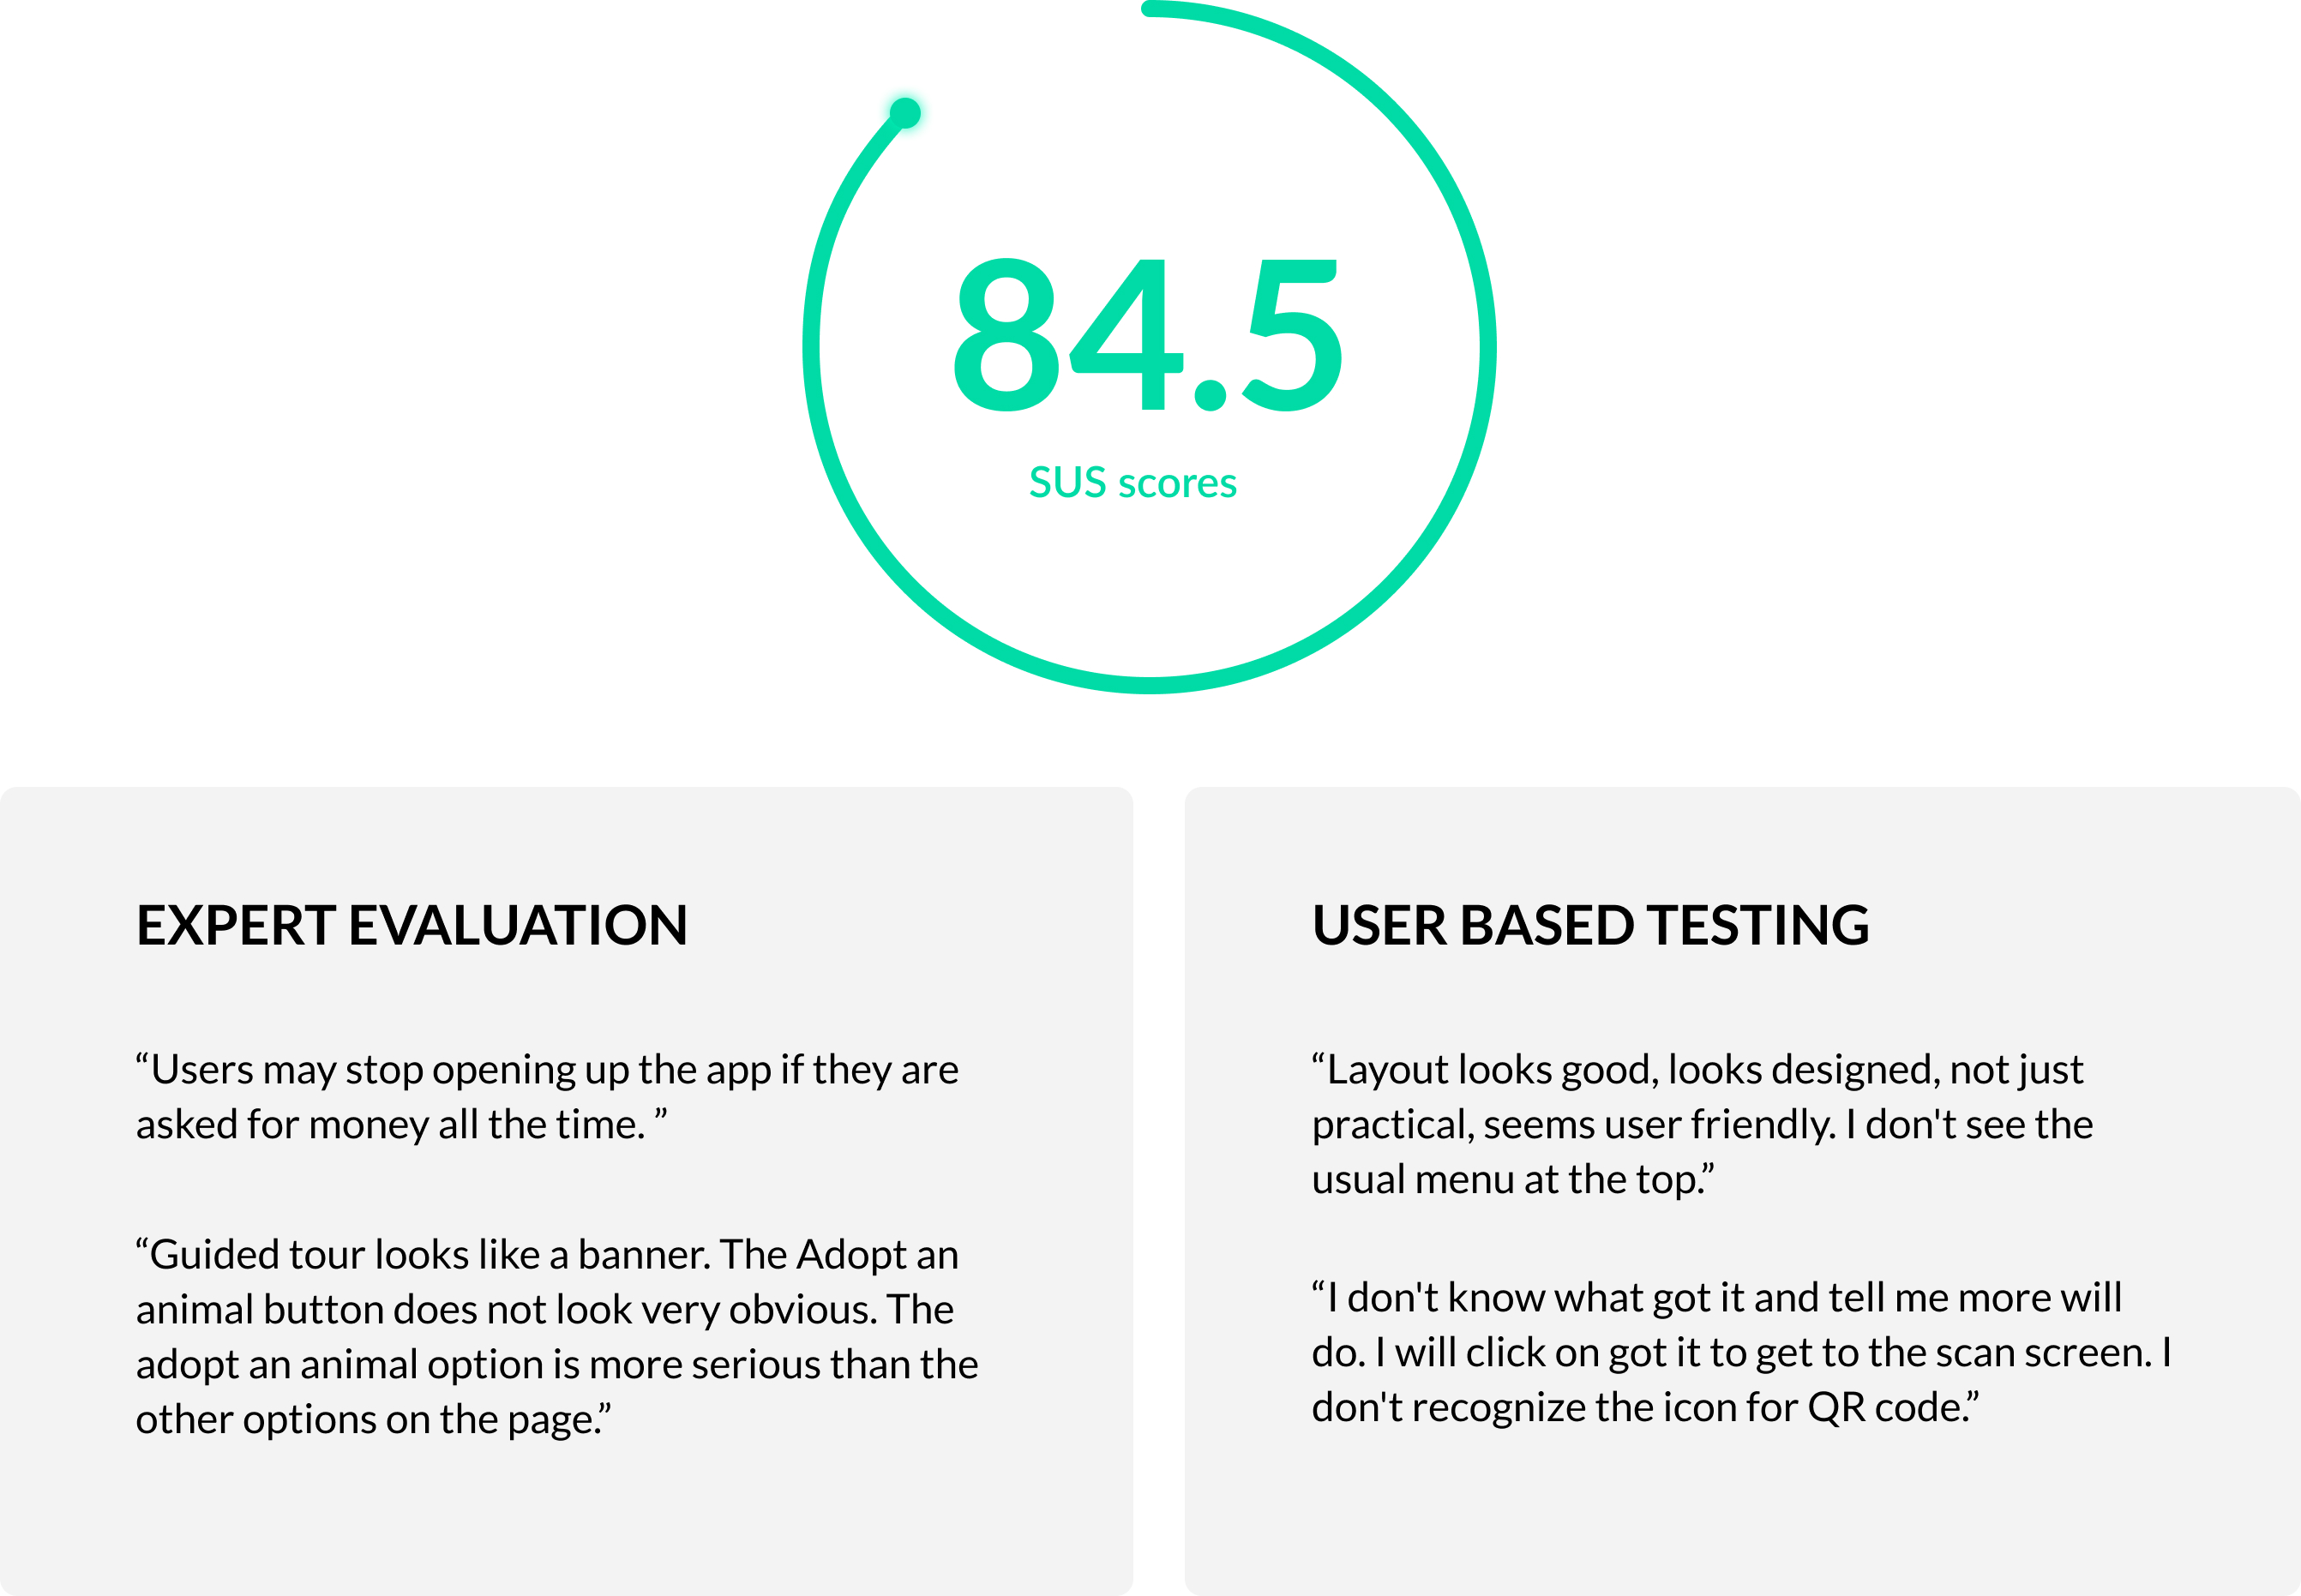 84.5
SUS scores
EXPERT EVALUATION
“Users may stop opening up the app if they are
asked for money all the time. ”
“Guided tour looks like a banner. The Adopt an
animal button does not look very obvious. The
adopt an animal option is more serious than the
other options on the page.”
USER BASED TESTING
“Layout looks good, looks designed, not just
practical, seems user friendly. I don't see the
usual menu at the top.”
“I don't know what got it and tell me more will
do. I will click on got it to get to the scan screen. I
don't recognize the icon for QR code.”